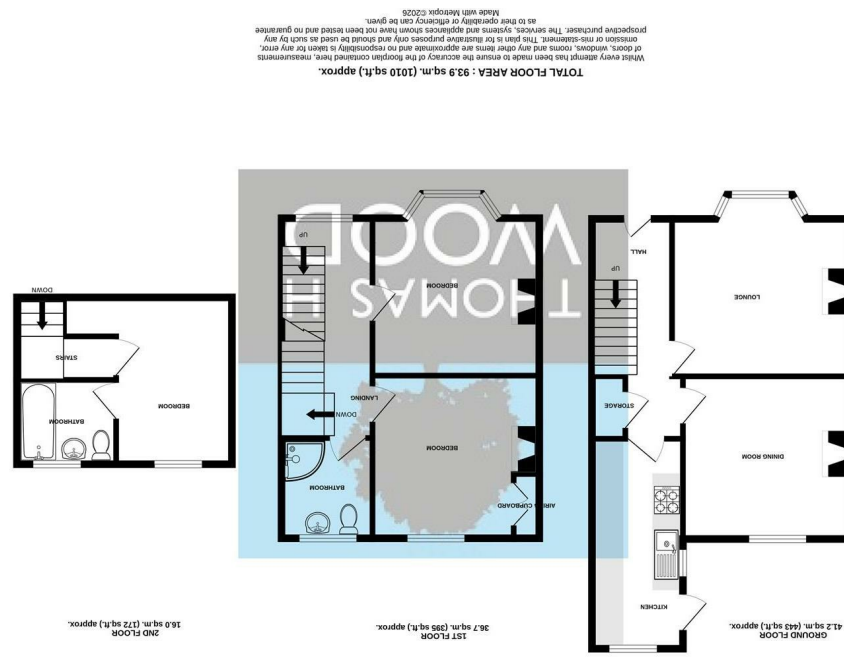 GROUND FLOOR
41.2 sq.m. (443 sq.ft.) approx.
1ST FLOOR
36.7 sq.m. (395 sq.ft.) approx.
2ND FLOOR
16.0 sq.m. (172 sq.ft.) approx.
KITCHEN
DINING ROOM
STORAGE
LOUNGE
UP
HALL
AIRING CUPBOARD
BATHROOM
BEDROOM
DOWN
LANDING
BEDROOM
UP
BATHROOM
BEDROOM
STAIRS
DOWN
THOMAS H
WOOD
TOTAL FLOOR AREA : 93.9 sq.m. (1010 sq.ft.) approx.
Whilst every attempt has been made to ensure the accuracy of the floorplan contained here, measurements
of doors, windows, rooms and any other items are approximate and no responsibility is taken for any error,
omission or mis-statement. This plan is for illustrative purposes only and should be used as such by any
prospective purchaser. The services, systems and appliances shown have not been tested and no guarantee
as to their operability or efficiency can be given.
Made with Metropix ©2026